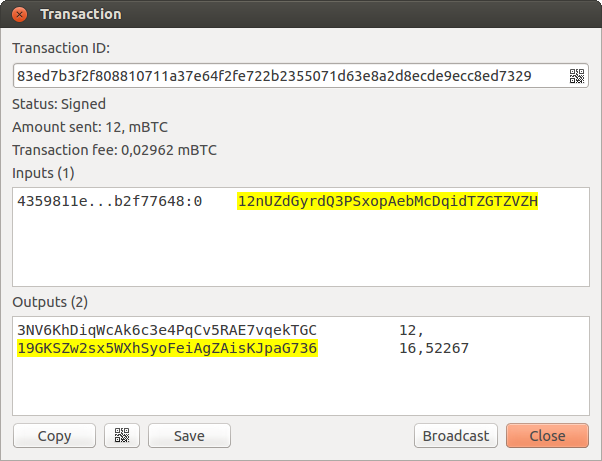 Transaction
Transaction ID:
83ed7b3f2f808810711a37e64f2fe722b2355071d63e8a2d8ecde9ecc8ed7329
Status: Signed
Amount sent: 12, mBTC
Transaction fee: 0,02962 mBTC
Inputs (1)
4359811e...b2f77648:0 12nUZdGyrdQ3PSxopAebMcDqidTZGTZVZH
Outputs (2)
3NV6KhDiqWcAk6c3e4PqCv5RAE7vqekTGC 12,
19GKSZw2sx5WXhSyoFeiAgZAisKJpaG736 16,52267
Copy Save Broadcast Close